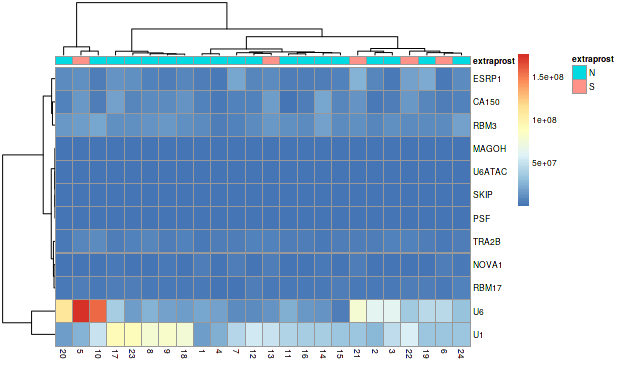 extraprost
extraprost
N
S
1.5e+08
1e+08
5e+07
ESRP1
CA150
RBM3
MAGOH
U6ATAC
SKIP
PSF
TRA2B
NOVA1
RBM17
U6
U1
20 5 10 17 23 8 9 18 1 4 7 12 13 11 16 14 15 21 2 3 22 19 6 24